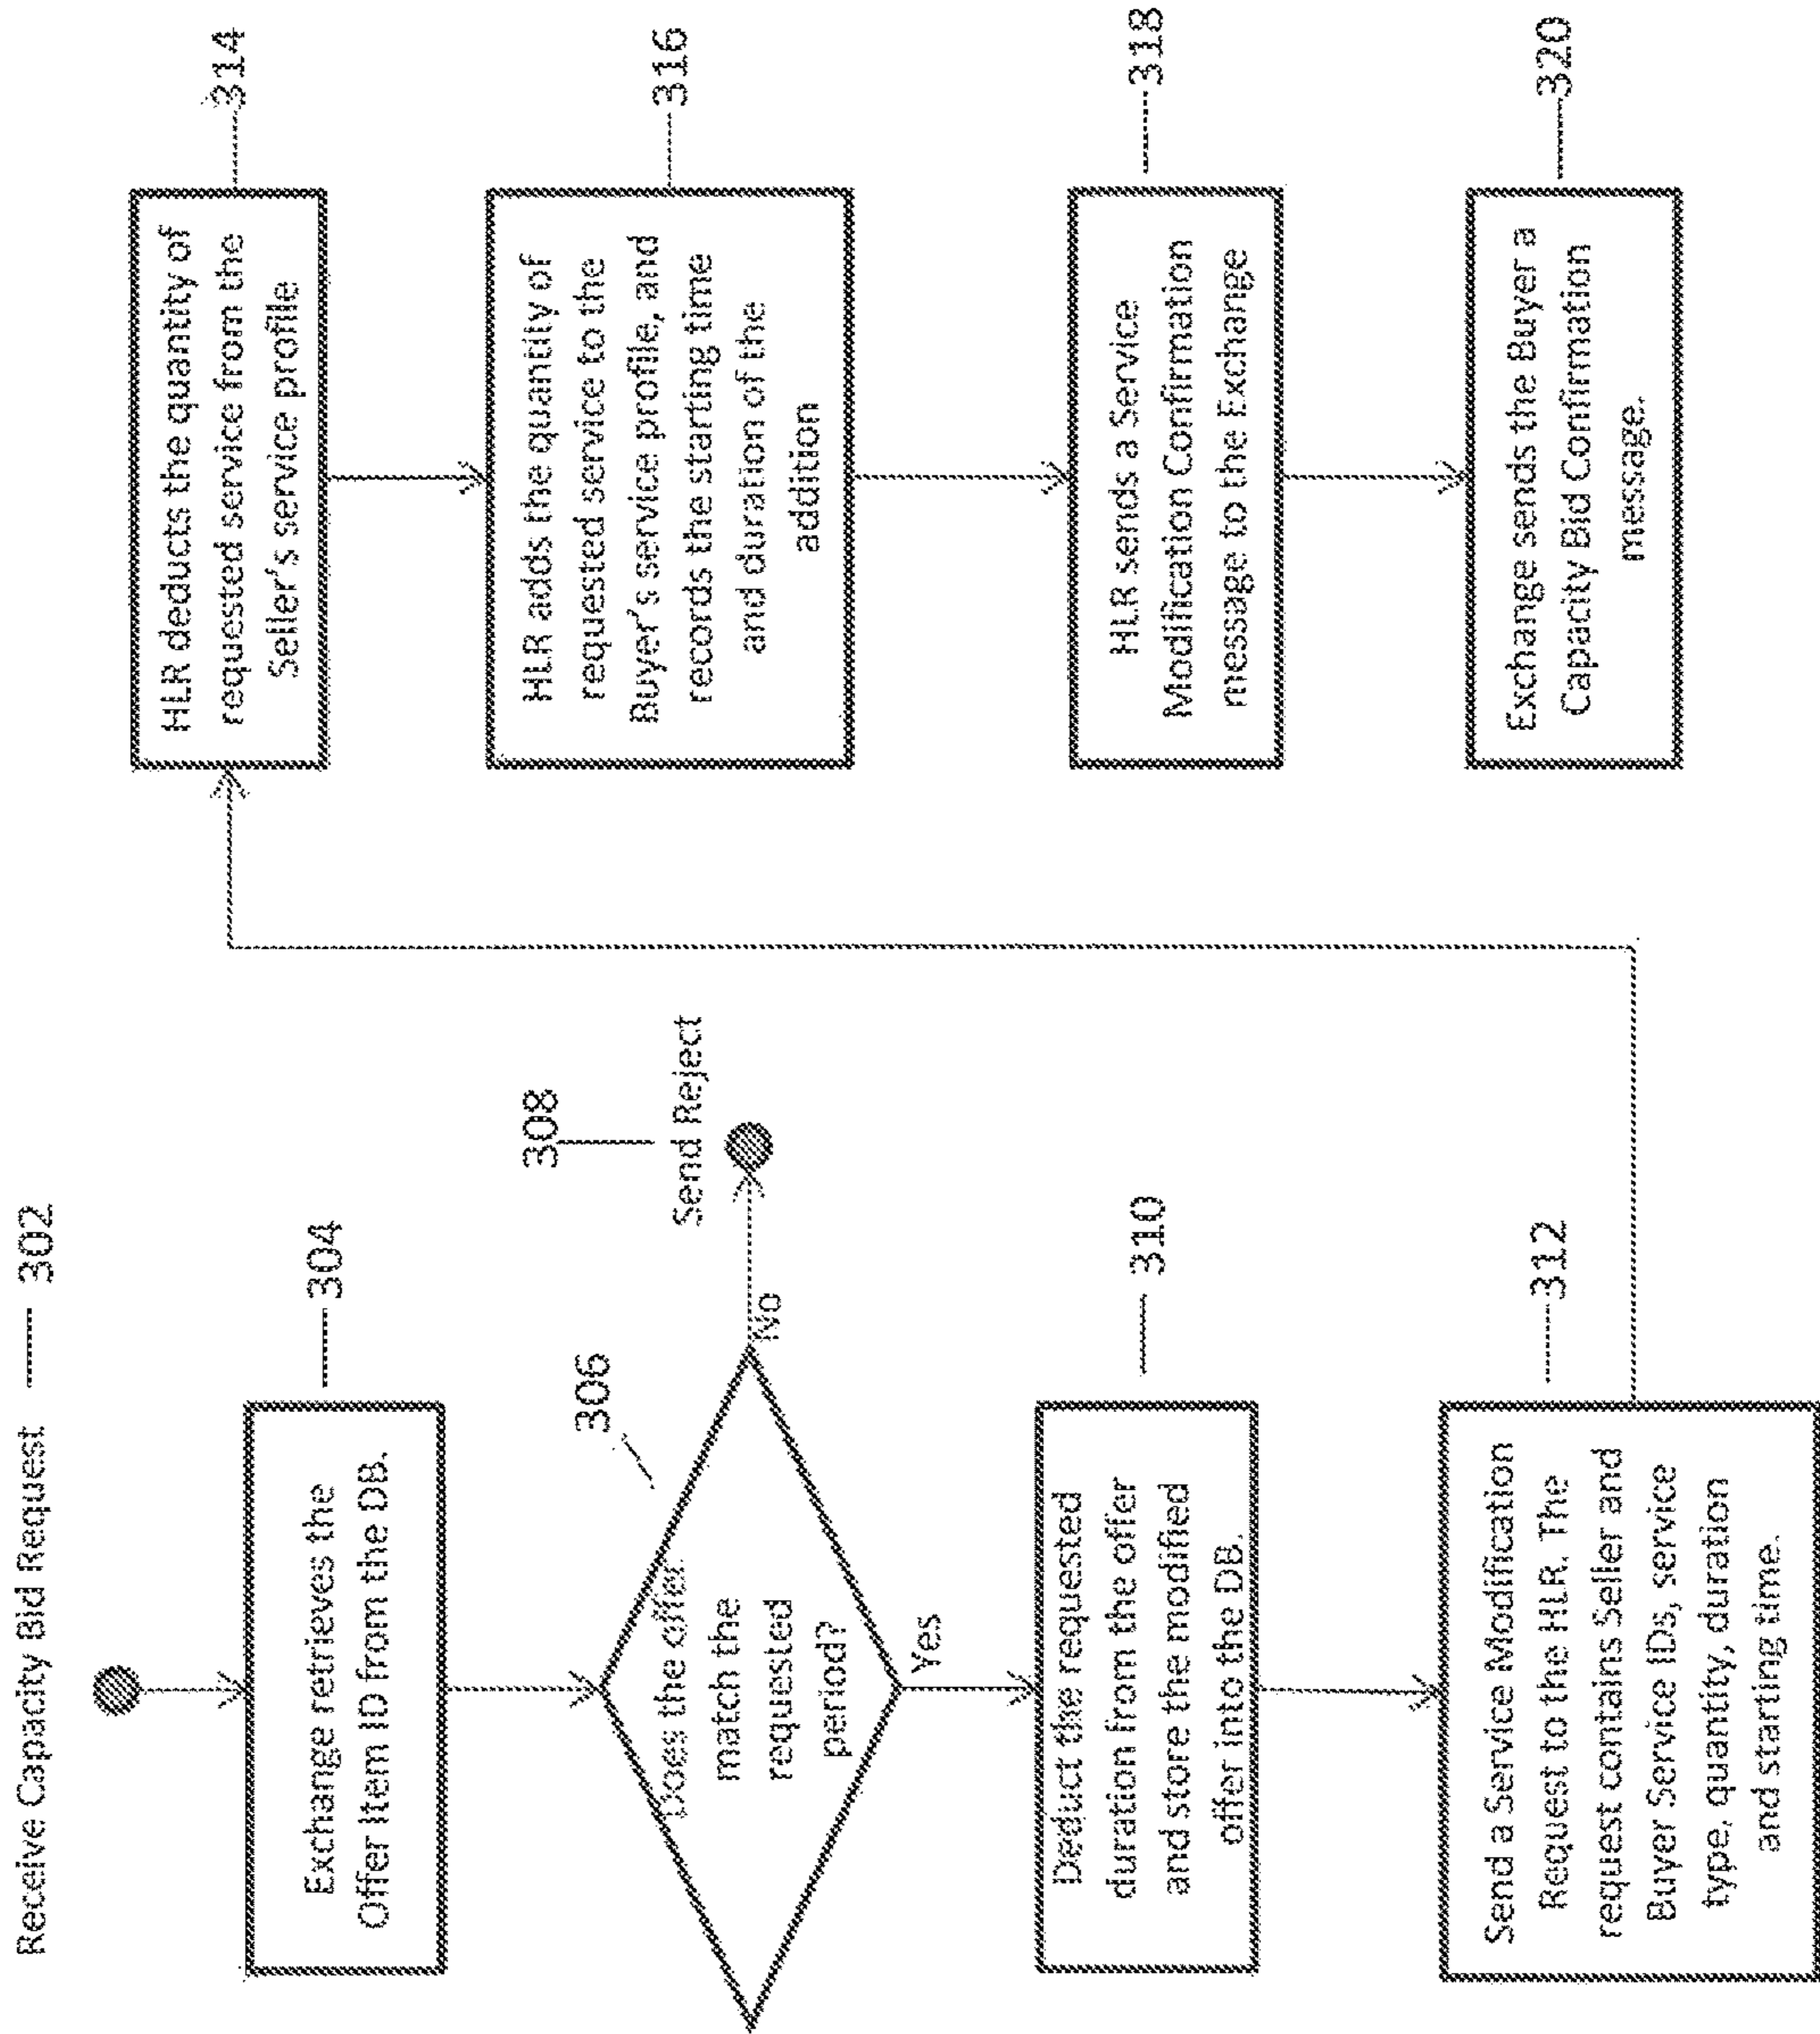 Receive Capacity Bid Request 302
Exchange retrieves the
Offer Item ID from the DB.
304
Does the offer
match the
requested
period?
306
No
308
Send Reject
Yes
Deduct the requested
duration from the offer
and store the modified
offer into the DB.
310
Send a Service Modification
Request to the HLR. The
request contains Seller and
Buyer Service IDs, service
type, quantity, duration
and starting time.
312
HLR deducts the quantity of
requested service from the
Seller's service profile
314
HLR adds the quantity of
requested service to the
Buyer's service profile, and
records the starting time
and duration of the
addition
316
HLR sends a Service
Modification Confirmation
message to the Exchange
318
Exchange sends the Buyer a
Capacity Bid Confirmation
message.
320